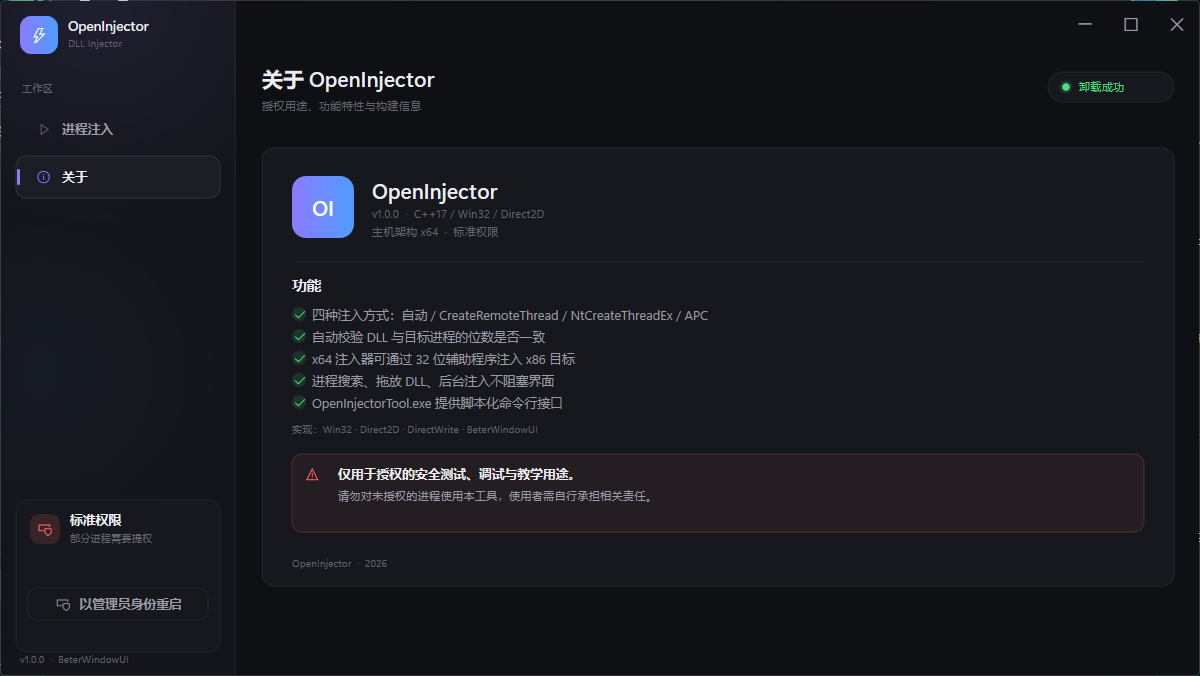 OpenInjector
DLL Injector
工作区
进程注入
关于
标准权限
部分进程需要提权
以管理员身份重启
v1.0.0 · BeterWindowUI
关于 OpenInjector
授权用途、功能特性与构建信息
卸载成功
OI
OpenInjector
v1.0.0 · C++17 / Win32 / Direct2D
主机架构 x64 · 标准权限
功能
四种注入方式：自动 / CreateRemoteThread / NtCreateThreadEx / APC
自动校验 DLL 与目标进程的位数是否一致
x64 注入器可通过 32 位辅助程序注入 x86 目标
进程搜索、拖放 DLL、后台注入不阻塞界面
OpenInjectorTool.exe 提供脚本化命令行接口
实现：Win32 · Direct2D · DirectWrite · BeterWindowUI
仅用于授权的安全测试、调试与教学用途。
请勿对未授权的进程使用本工具，使用者需自行承担相关责任。
OpenInjector · 2026